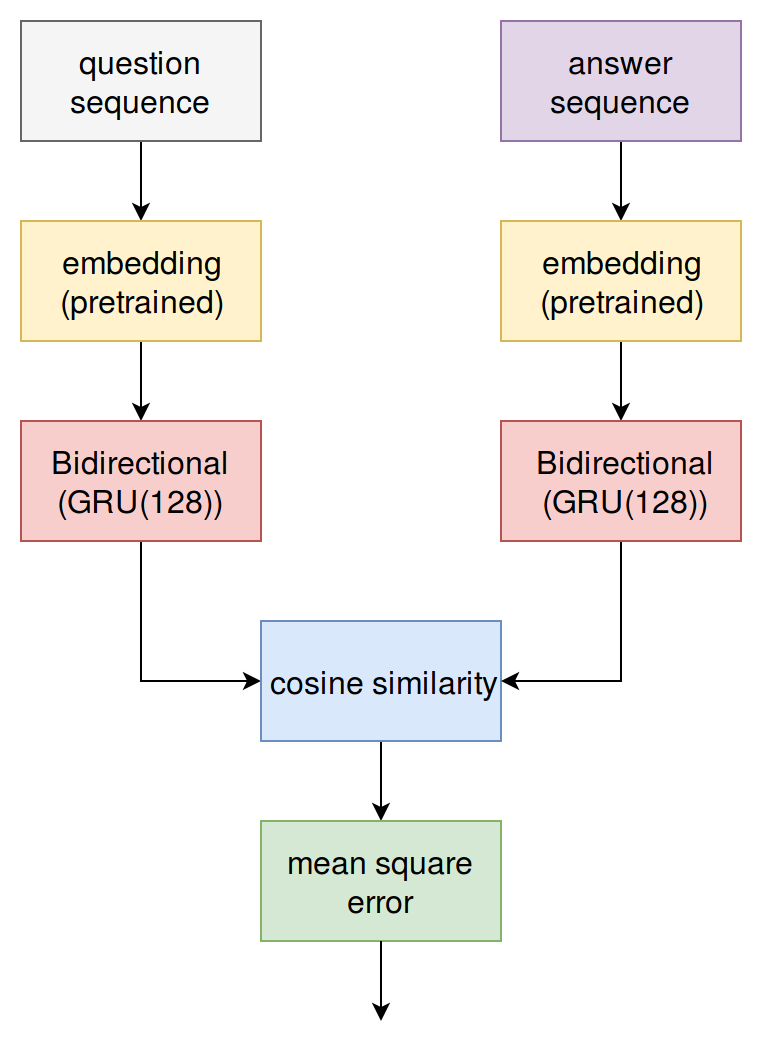 question
sequence
answer
sequence
embedding
(pretrained)
embedding
(pretrained)
Bidirectional
(GRU(128))
Bidirectional
(GRU(128))
cosine similarity
mean square
error